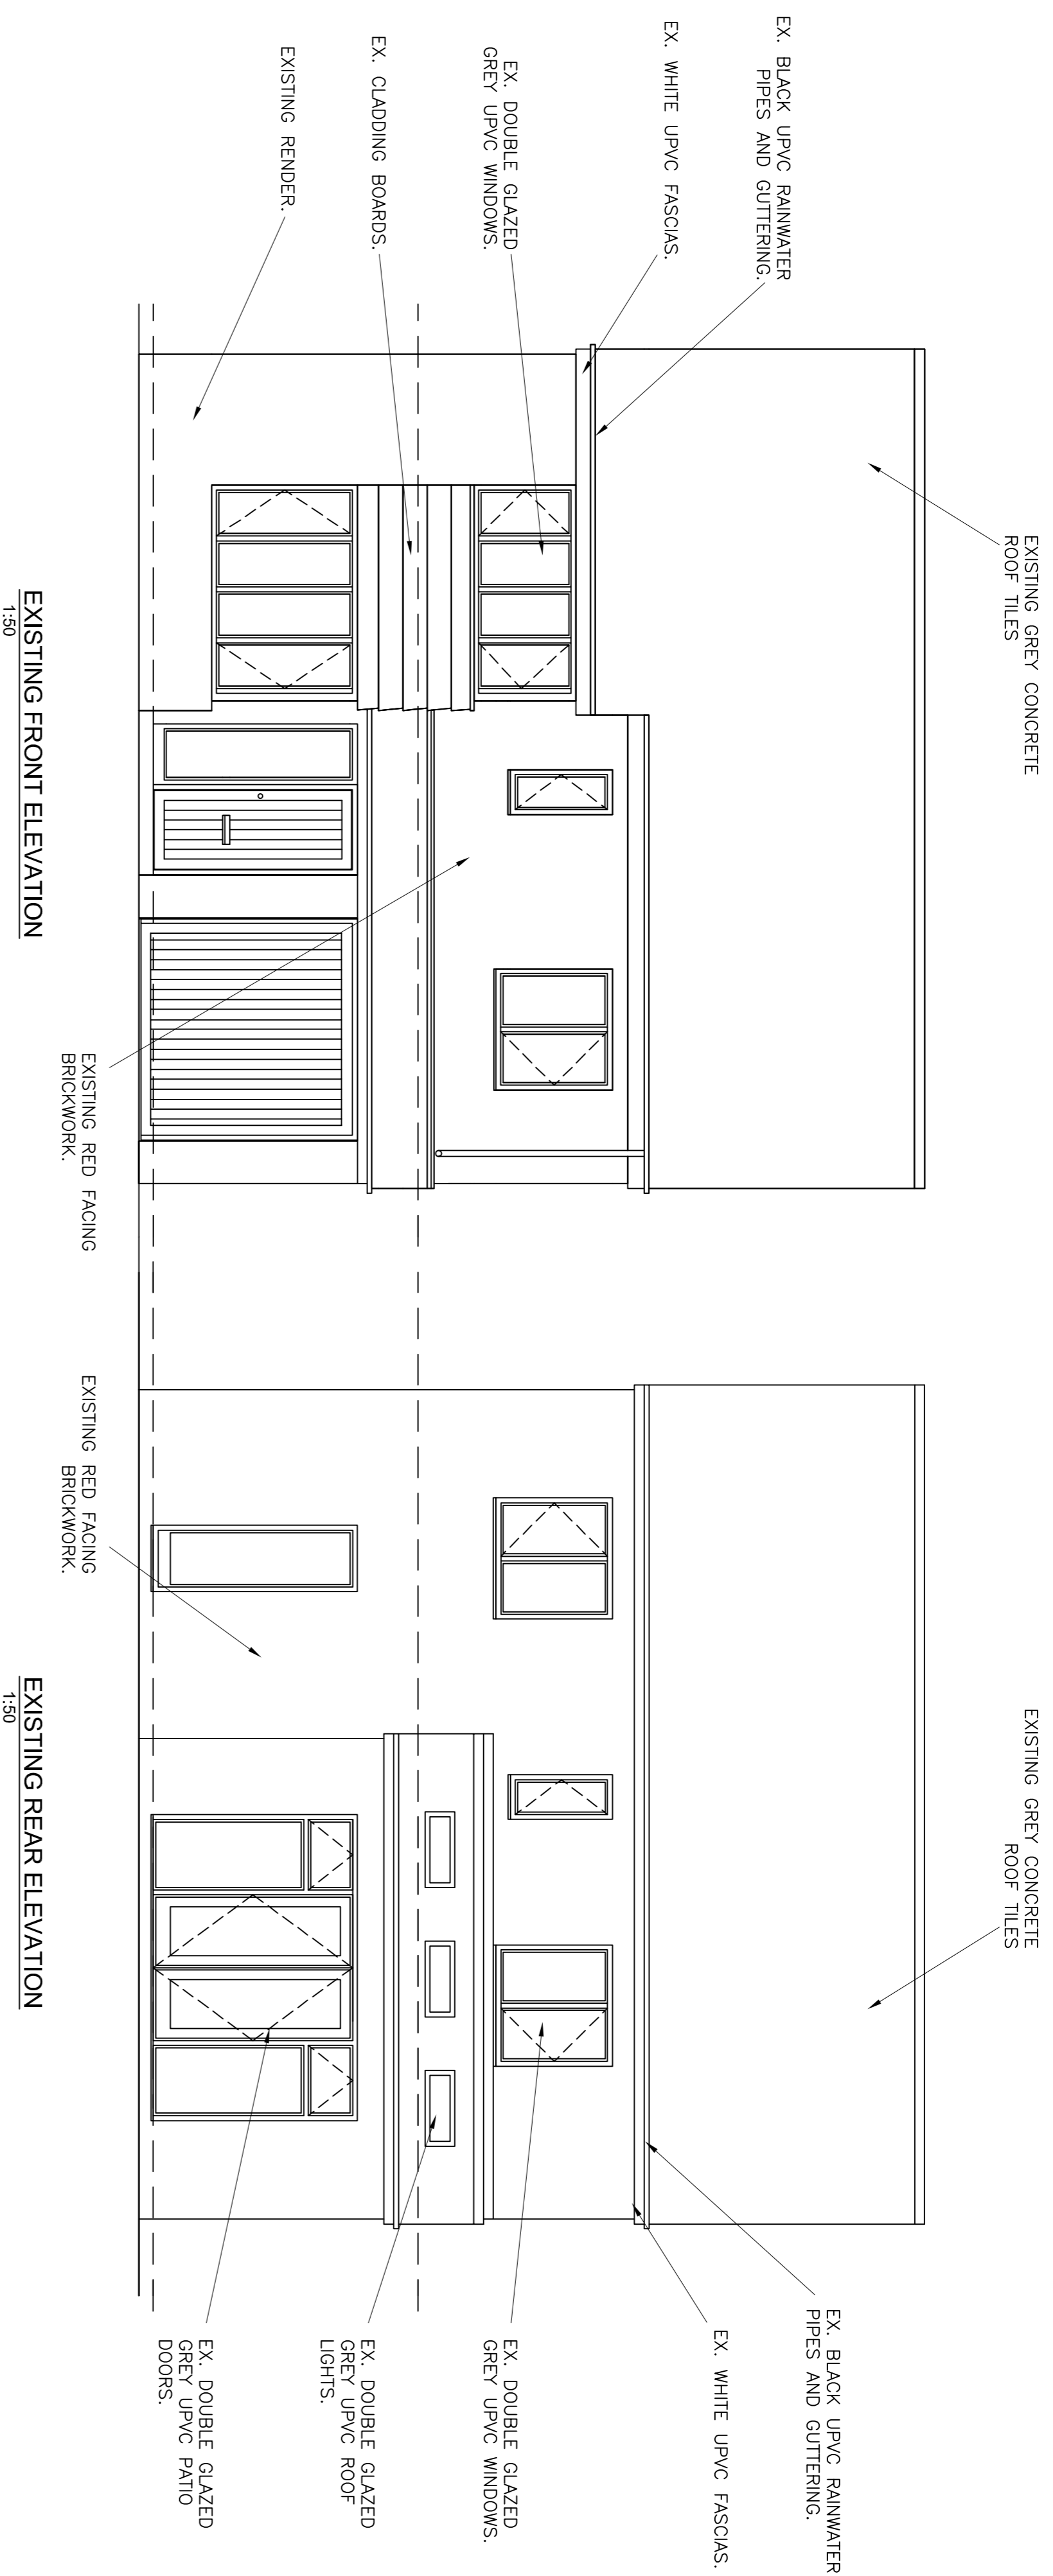 EXISTING GREY CONCRETE
ROOF TILES
EX. BLACK UPVC RAINWATER
PIPES AND GUTTERING.
EX. WHITE UPVC FASCIAS.
EX. DOUBLE GLAZED
GREY UPVC WINDOWS.
EX. CLADDING BOARDS.
EXISTING RENDER.
EXISTING RED FACING
BRICKWORK.
EXISTING FRONT ELEVATION
1:50
EXISTING GREY CONCRETE
ROOF TILES
EX. BLACK UPVC RAINWATER
PIPES AND GUTTERING.
EX. WHITE UPVC FASCIAS.
EX. DOUBLE GLAZED
GREY UPVC WINDOWS.
EX. DOUBLE GLAZED
GREY UPVC ROOF
LIGHTS.
EX. DOUBLE GLAZED
GREY UPVC PATIO
DOORS.
EXISTING RED FACING
BRICKWORK.
EXISTING REAR ELEVATION
1:50